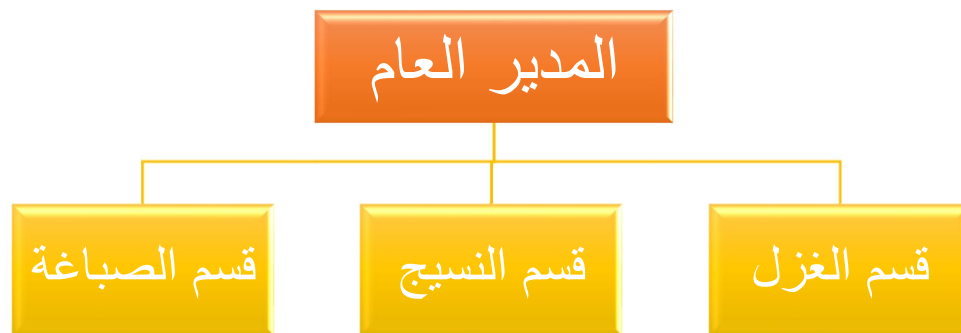 المدير العام
قسم الغزل
قسم النسيج
قسم الصباغة